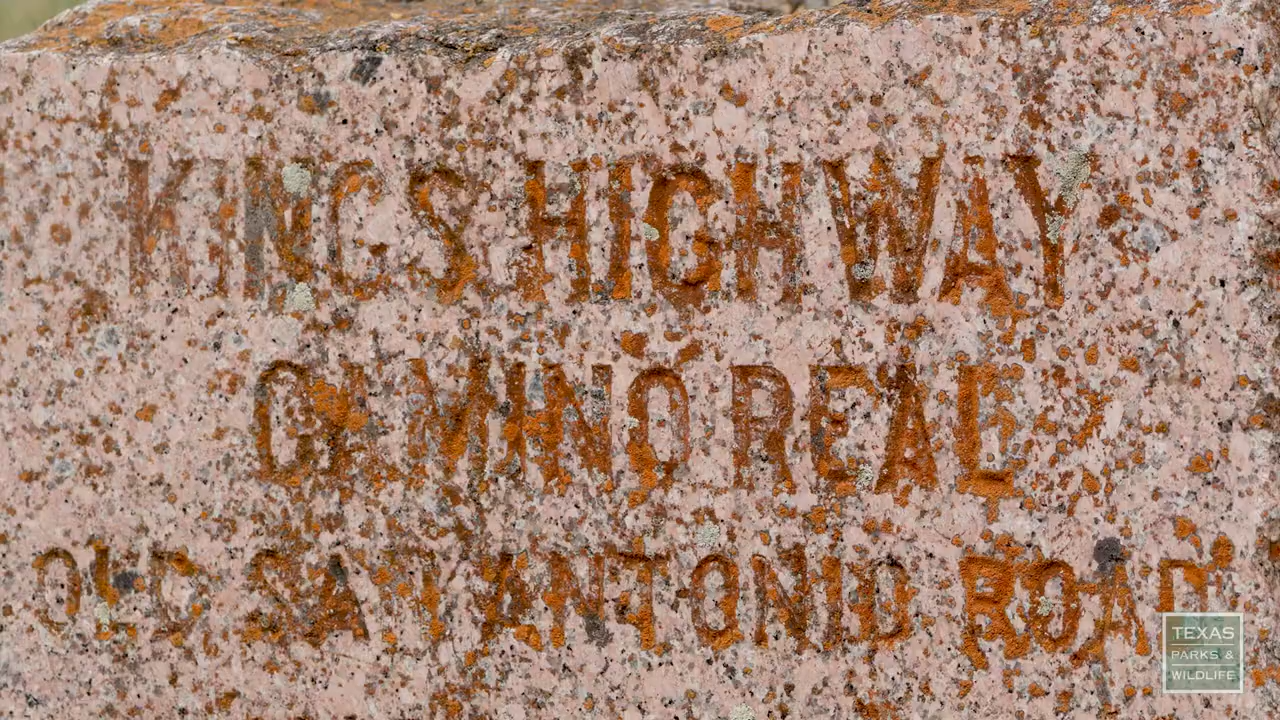 KINGS HIGHWAY
CAMINO REAL
OLD SAN ANTONIO ROAD
TEXAS
PARKS &
WILDLIFE